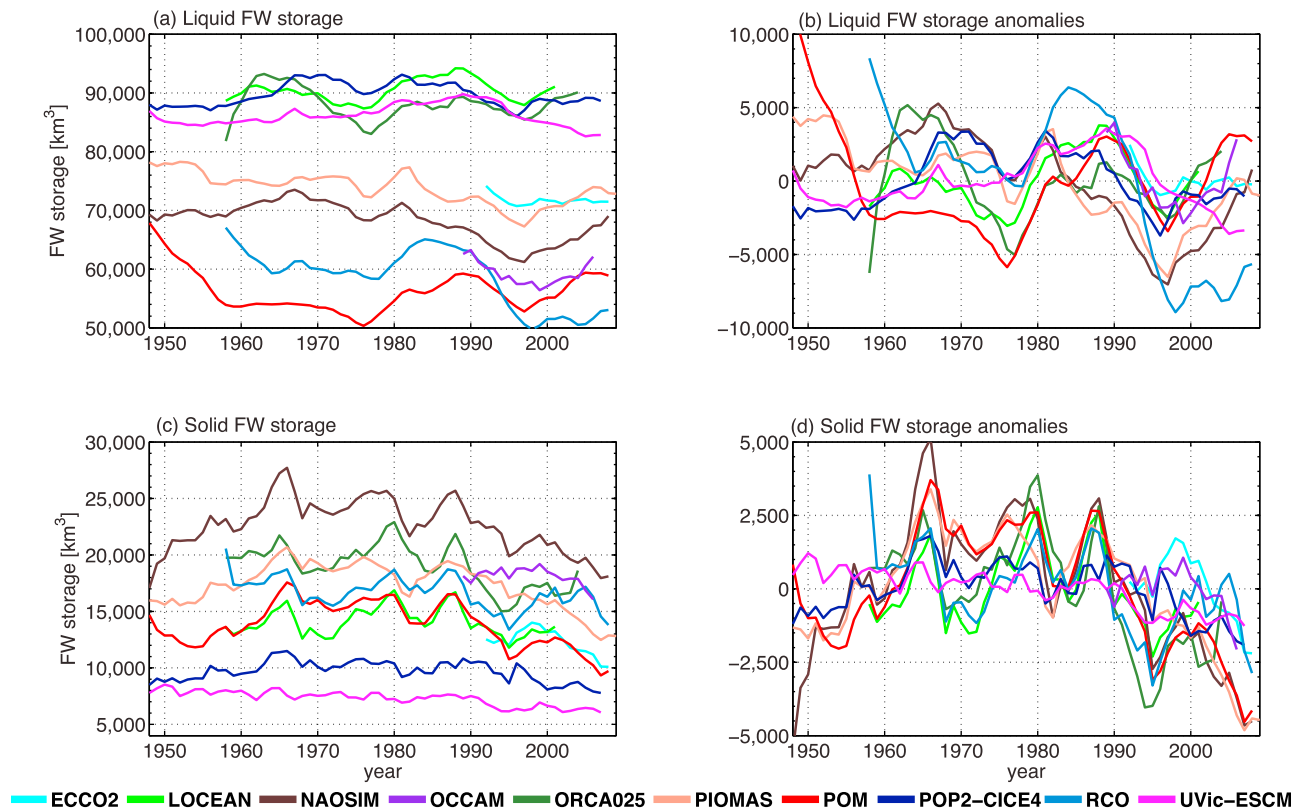 (a) Liquid FW storage
(b) Liquid FW storage anomalies
FW storage [km³]
100,000
90,000
80,000
70,000
60,000
50,000
1950 1960 1970 1980 1990 2000
10,000
5,000
0
−5,000
−10,000
1950 1960 1970 1980 1990 2000
(c) Solid FW storage
(d) Solid FW storage anomalies
FW storage [km³]
30,000
25,000
20,000
15,000
10,000
5,000
1950 1960 1970 1980 1990 2000
year
5,000
2,500
0
−2,500
−5,000
1950 1960 1970 1980 1990 2000
year
ECCO2 LOCEAN NAOSIM OCCAM ORCA025 PIOMAS POM POP2−CICE4 RCO UVic−ESCM